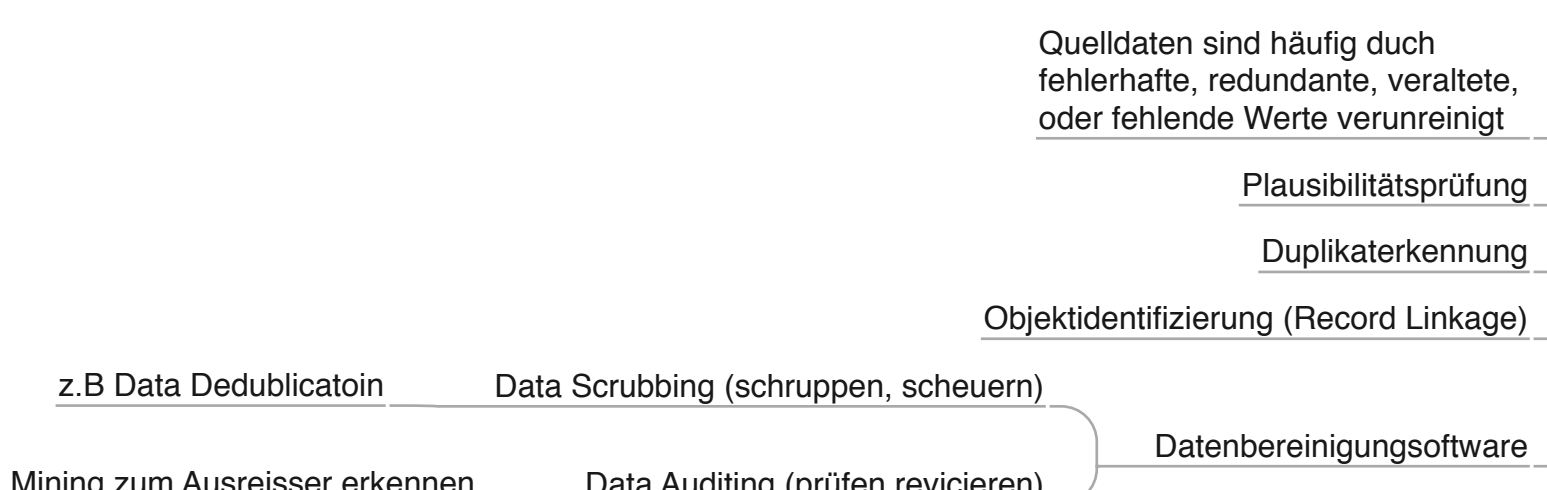 Quelldaten sind häufig duch
fehlerhafte, redundante, veraltete,
oder fehlende Werte verunreinigt
Plausibilitätsprüfung
Duplikaterkennung
Objektidentifizierung (Record Linkage)
z.B Data Dedublicatoin
Data Scrubbing (schruppen, scheuern)
Datenbereinigungsoftware
Mining zum Ausreisser erkennen
Data Auditing (prüfen revicieren)